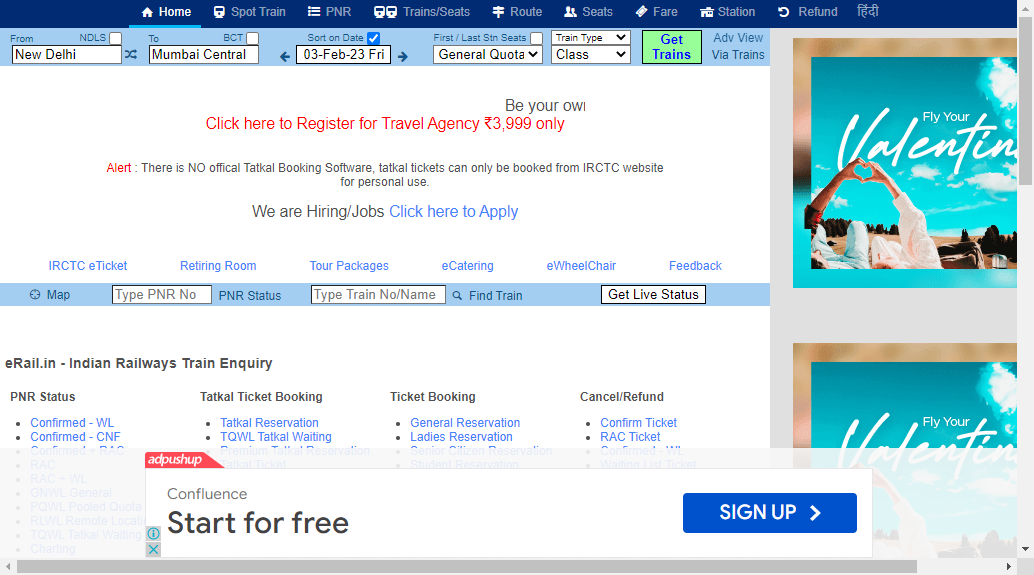 Home Spot Train PNR Trains/Seats Route Seats Fare Station Refund हिंदी
From NDLS To BCT Sort on Date First / Last Stn Seats Train Type Get Trains Adv View
New Delhi Mumbai Central 03-Feb-23 Fri General Quota Class Via Trains
Be your own
Click here to Register for Travel Agency ₹3,999 only
Alert : There is NO offical Tatkal Booking Software, tatkal tickets can only be booked from IRCTC website
for personal use.
We are Hiring/Jobs Click here to Apply
IRCTC eTicket Retiring Room Tour Packages eCatering eWheelChair Feedback
Map Type PNR No PNR Status Type Train No/Name Find Train Get Live Status
eRail.in - Indian Railways Train Enquiry
PNR Status
Confirmed - WL
Confirmed - CNF
Confirmed - RAC
RAC
RAC - WL
GNWL General
PQWL Pooled Quota
RLWL Remote Locati
TQWL Tatkal Waiting
Charting
Tatkal Ticket Booking
Tatkal Reservation
TQWL Tatkal Waiting
Premium Tatkal Reservation
Tatkal Ticket
Ticket Booking
General Reservation
Ladies Reservation
Senior Citizen Reservation
Student Reservation
Cancel/Refund
Confirm Ticket
RAC Ticket
Confirmed - WL
Waiting List Ticket
adpushup
Confluence
Start for free
SIGN UP
Fly Your
Valentin
Fly Your
Valentin